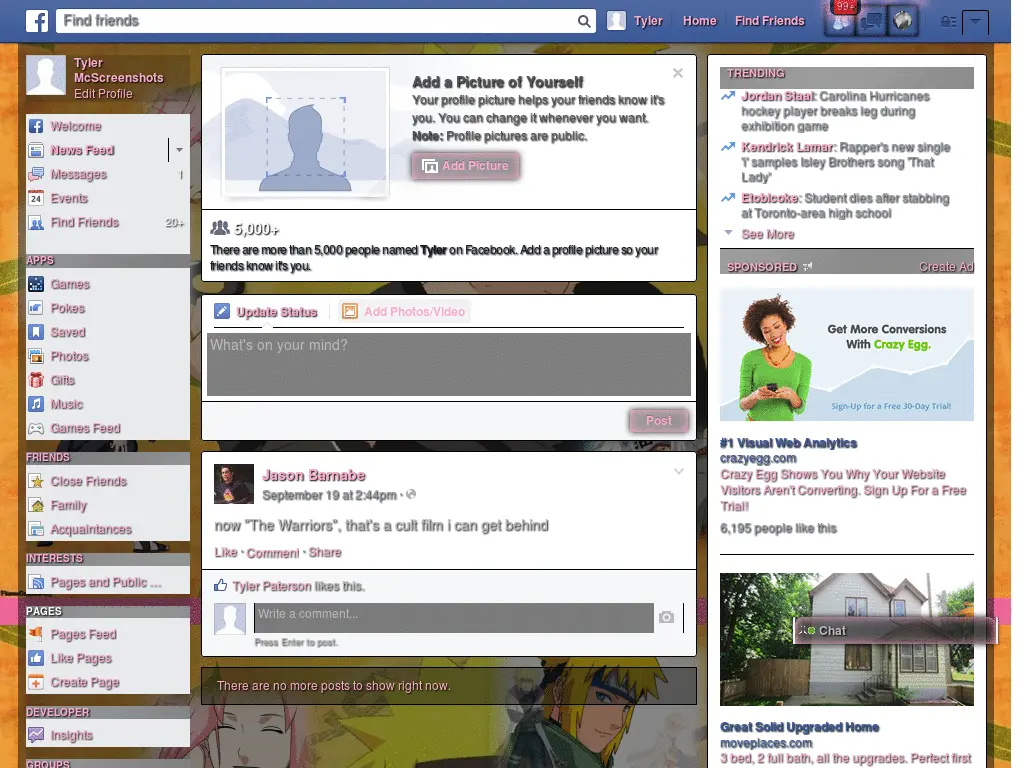 Find friends
Tyler
Home
Find Friends
99+
Tyler
McScreenshots
Edit Profile
Welcome
News Feed
Messages
1
Events
24
Find Friends
20+
APPS
Games
Pokes
Saved
Photos
Gifts
Music
Games Feed
FRIENDS
Close Friends
Family
Acquaintances
INTERESTS
Pages and Public ...
PAGES
Pages Feed
Like Pages
Create Page
DEVELOPER
Insights
GROUPS
Add a Picture of Yourself
Your profile picture helps your friends know it's
you. You can change it whenever you want.
Note: Profile pictures are public.
Add Picture
5,000+
There are more than 5,000 people named Tyler on Facebook. Add a profile picture so your
friends know it's you.
Update Status
Add Photos/Video
What's on your mind?
Post
Jason Barnabe
September 19 at 2:44pm ·
now "The Warriors", that's a cult film i can get behind
Like · Comment · Share
Tyler Paterson likes this.
Write a comment...
Press Enter to post.
There are no more posts to show right now.
TRENDING
Jordan Staal: Carolina Hurricanes
hockey player breaks leg during
exhibition game
Kendrick Lamar: Rapper's new single
'i' samples Isley Brothers song 'That
Lady'
Etobicoke: Student dies after stabbing
at Toronto-area high school
See More
SPONSORED
Create Ad
Get More Conversions
With Crazy Egg.
Sign-Up for a Free 30-Day Trial!
#1 Visual Web Analytics
crazyegg.com
Crazy Egg Shows You Why Your Website
Visitors Aren't Converting. Sign Up For a Free
Trial!
6,195 people like this
Chat
Great Solid Upgraded Home
moveplaces.com
3 bed, 2 full bath, all the upgrades. Perfect first